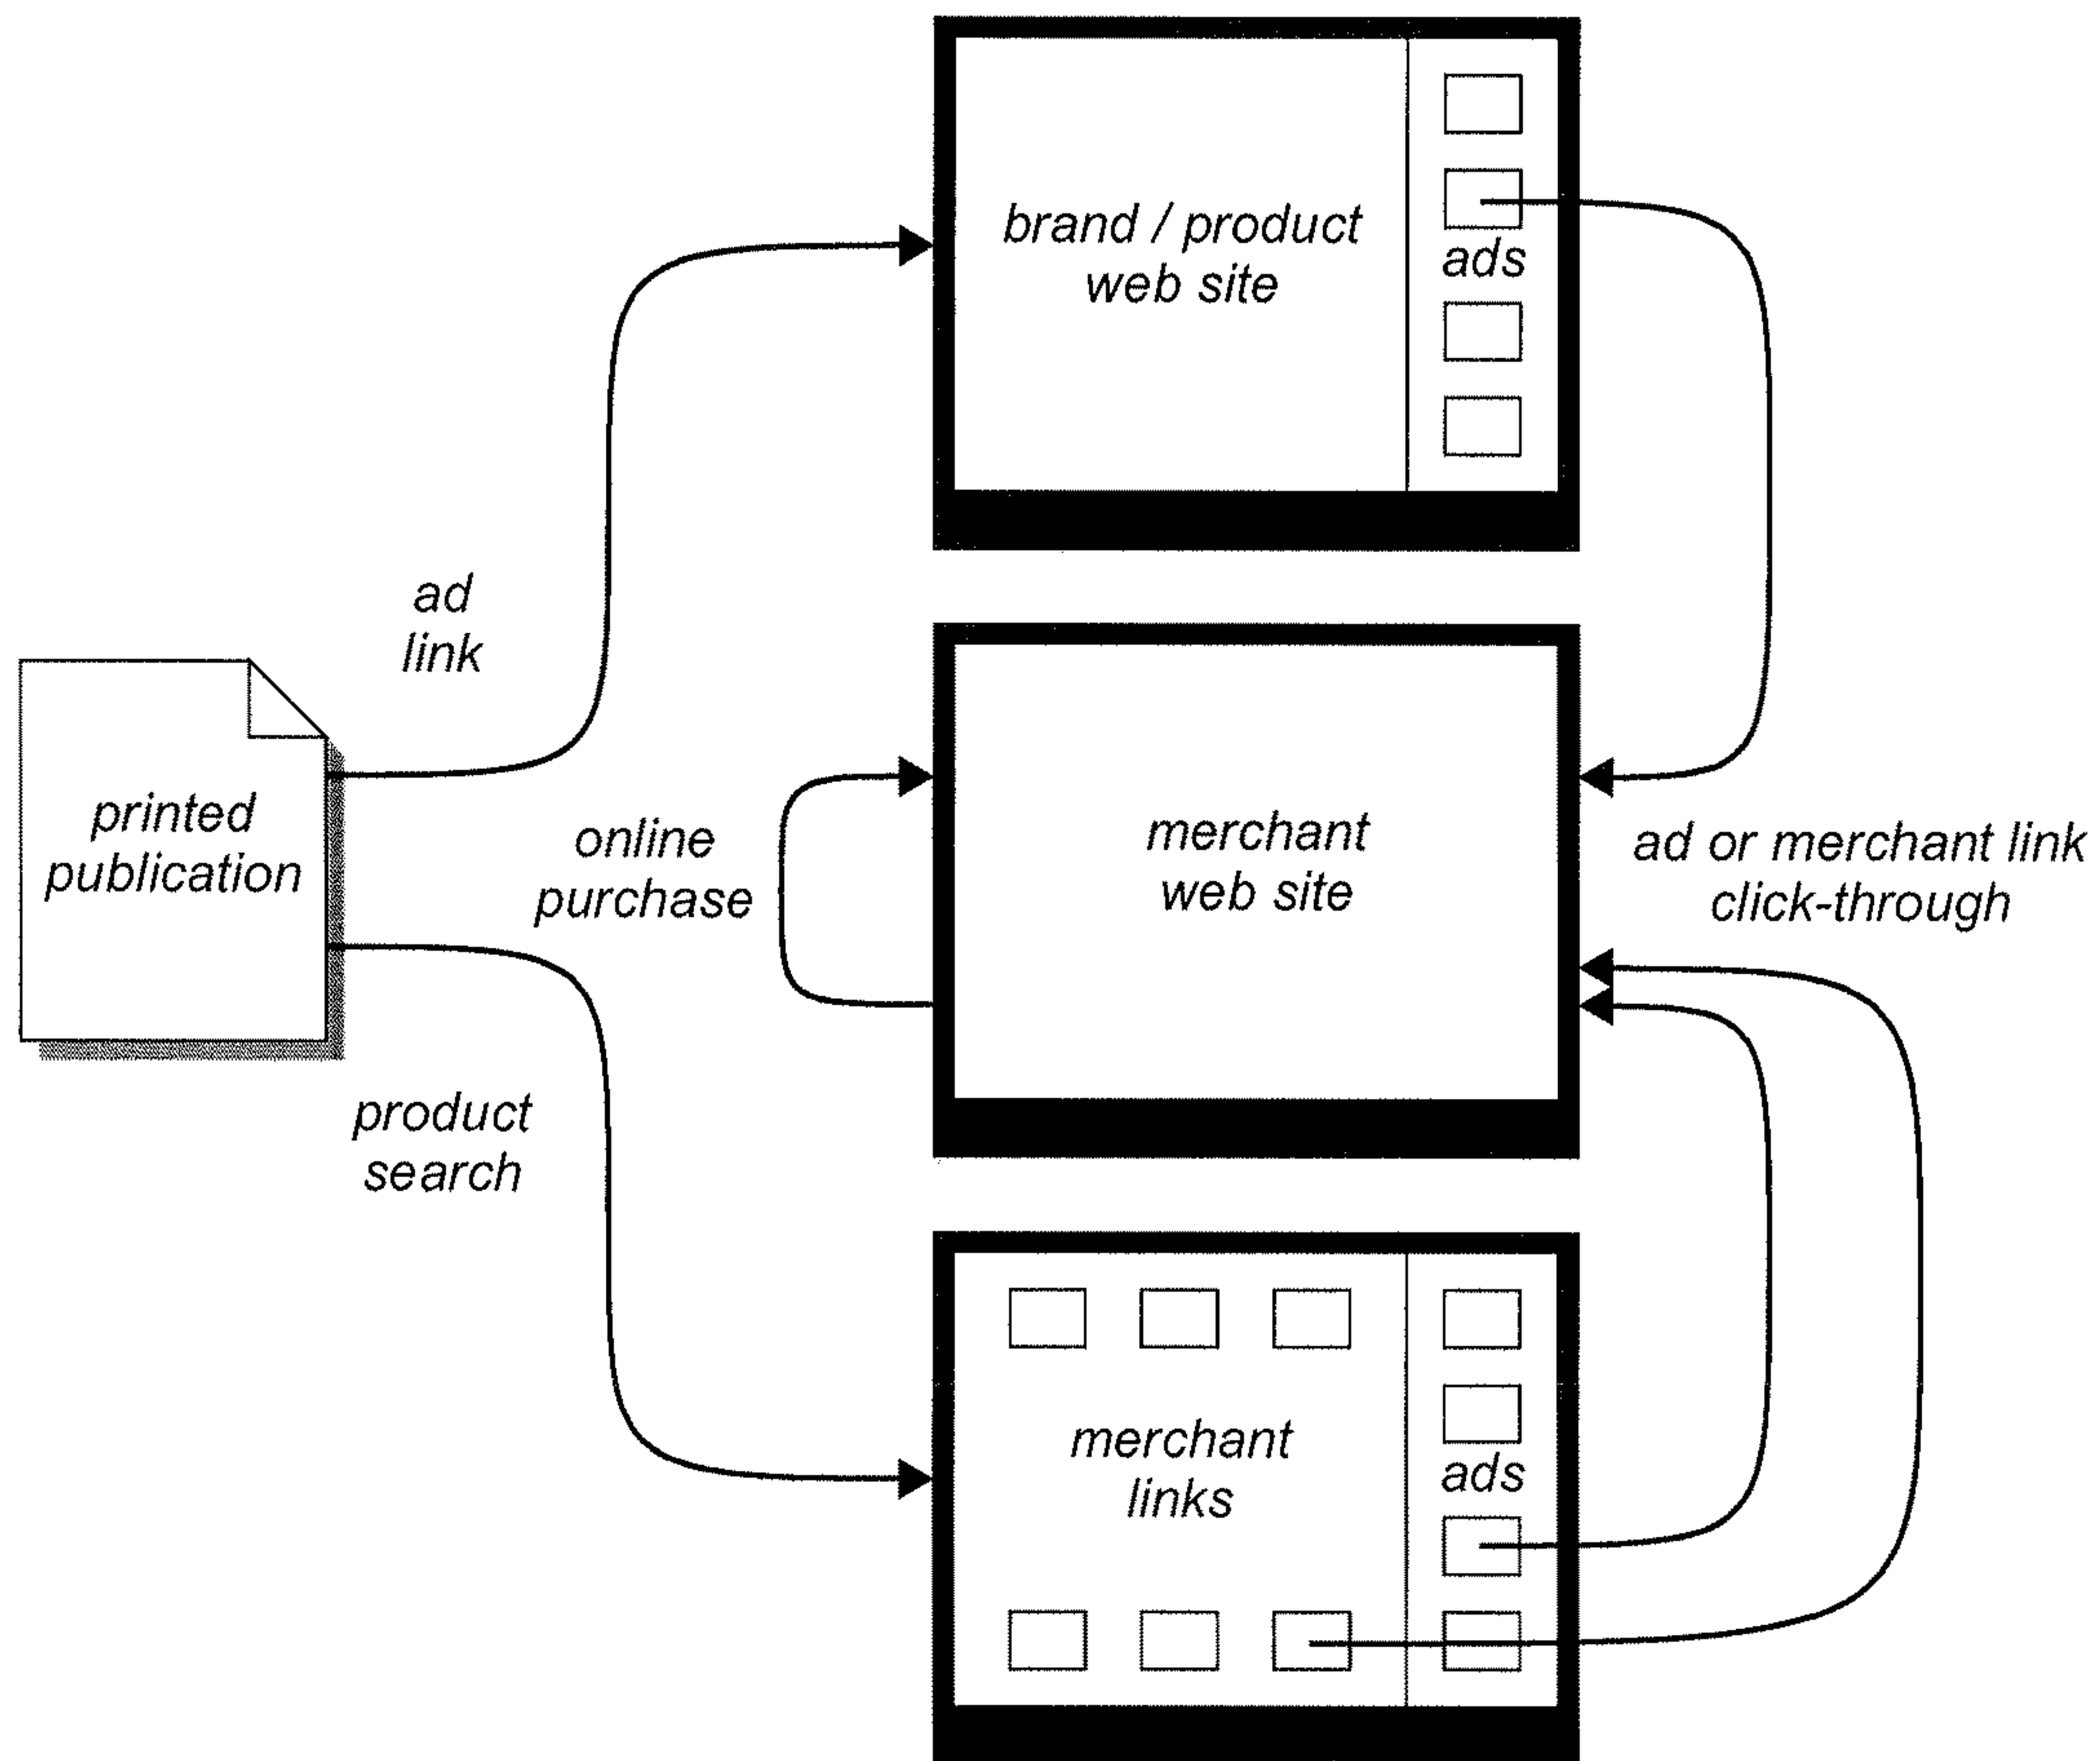 brand / product
web site
ads
ad
link
printed
publication
online
purchase
merchant
web site
ad or merchant link
click-through
product
search
merchant
links
ads